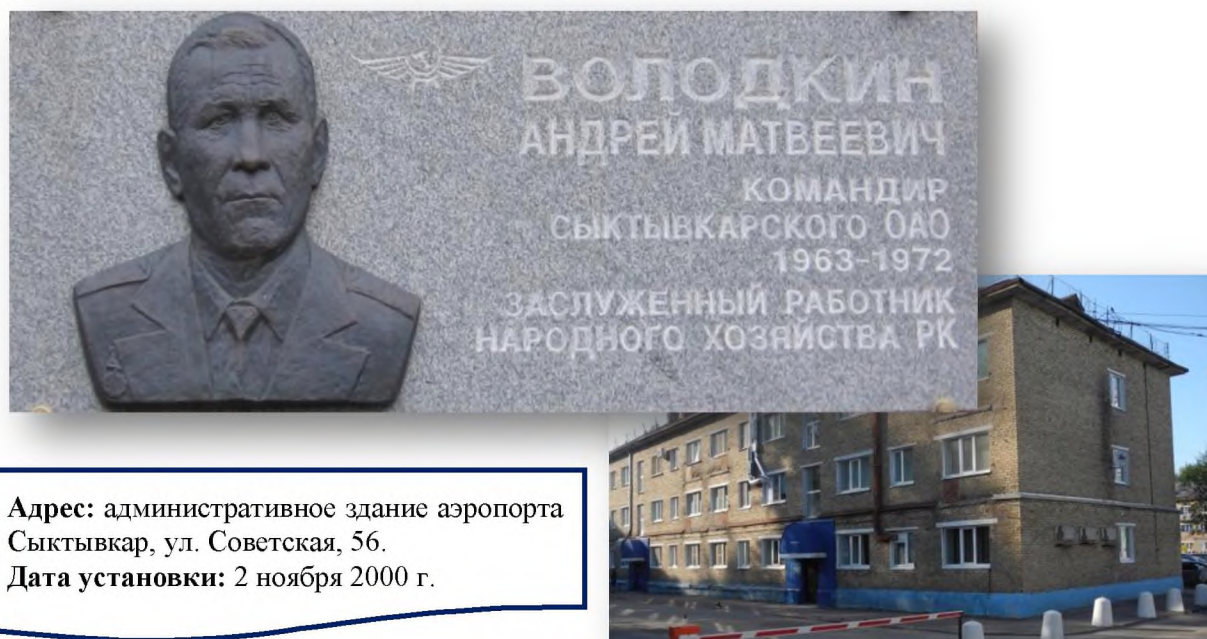 ВОЛОДКИН
АНДРЕЙ МАТВЕЕВИЧ
КОМАНДИР
СЫКТЫВКАРСКОГО ОАО
1963-1972
ЗАСЛУЖЕННЫЙ РАБОТНИК
НАРОДНОГО ХОЗЯЙСТВА РК
Адрес: административное здание аэропорта
Сыктывкар, ул. Советская, 56.
Дата установки: 2 ноября 2000 г.